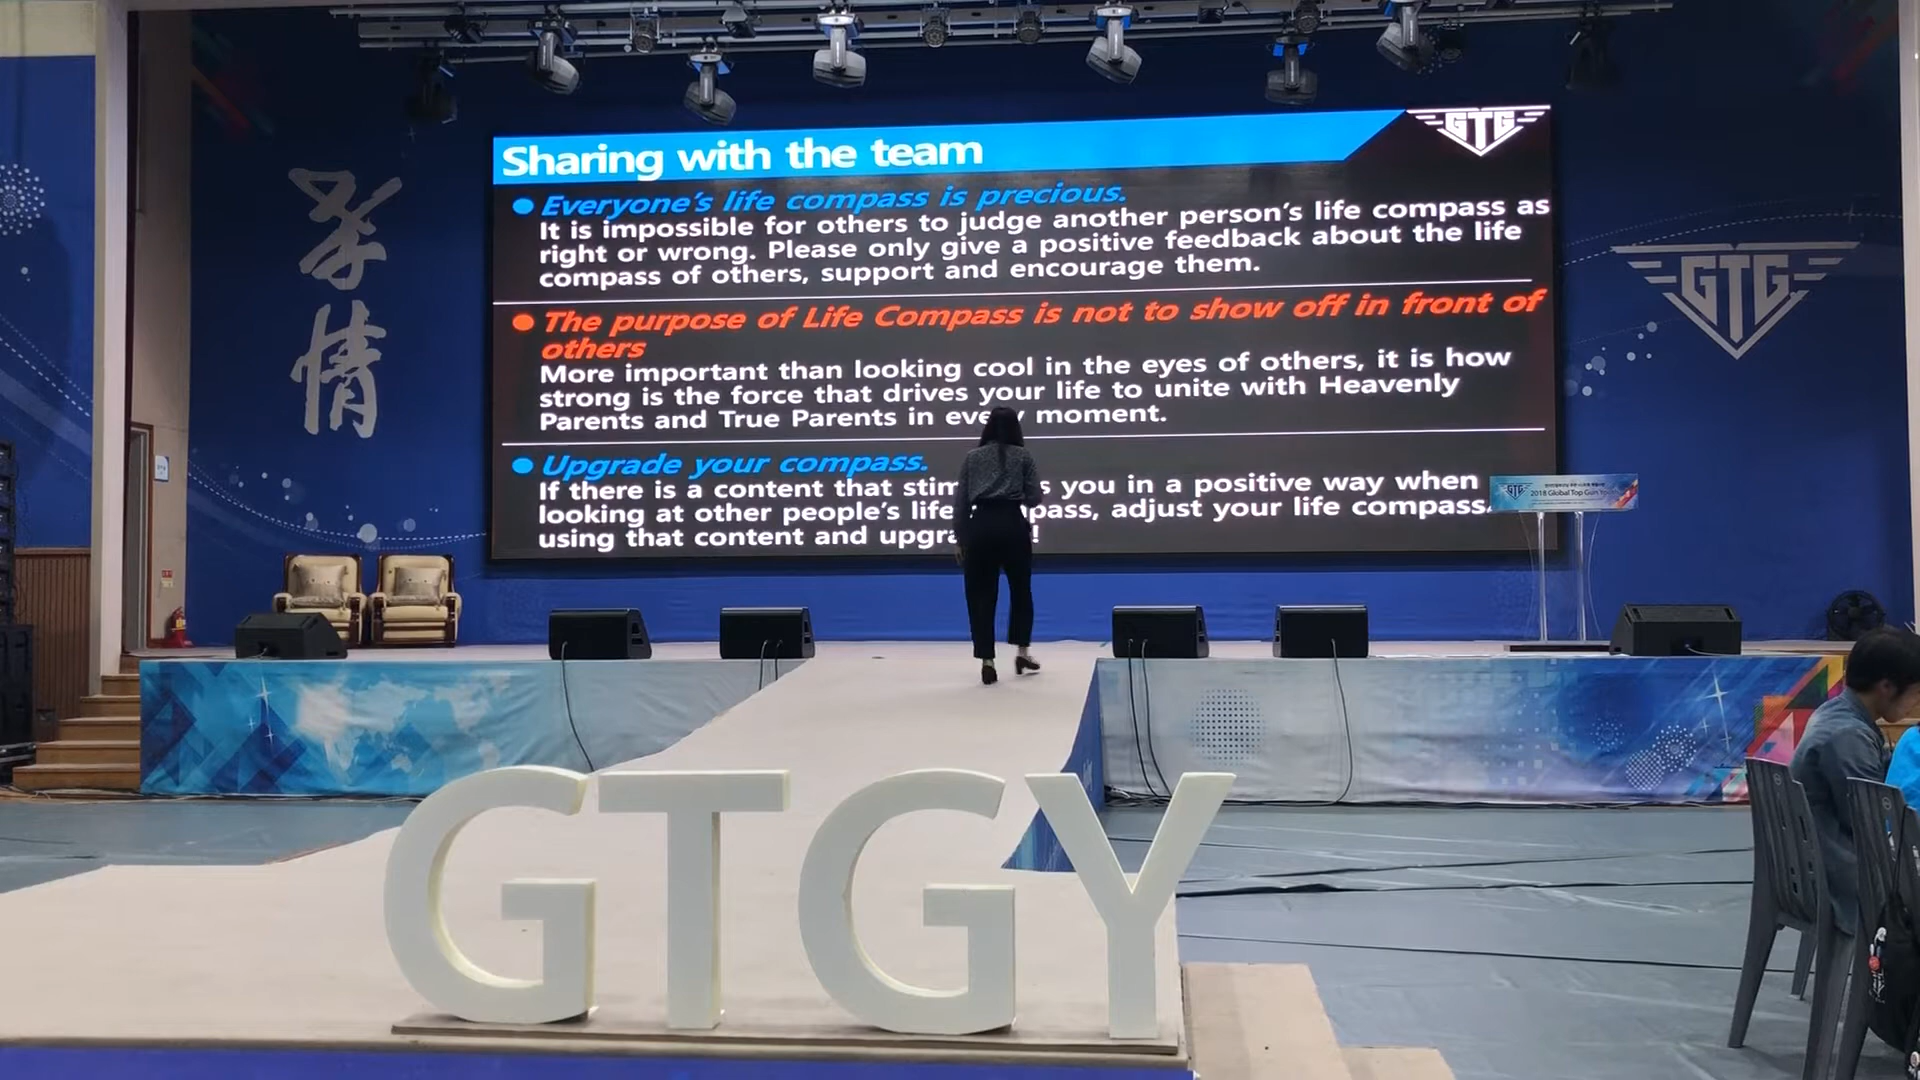 GTG
Sharing with the team
Everyone's life compass is precious.
It is impossible for others to judge another person's life compass as
right or wrong. Please only give a positive feedback about the life
compass of others, support and encourage them.
The purpose of Life Compass is not to show off in front of
others
More important than looking cool in the eyes of others, it is how
strong is the force that drives your life to unite with Heavenly
Parents and True Parents in every moment.
Upgrade your compass.
If there is a content that you in a positive way when
looking at other people's life adjust your life compass
using that content and
情
GTG
GTG
2018 Global Top Gun
GTGY